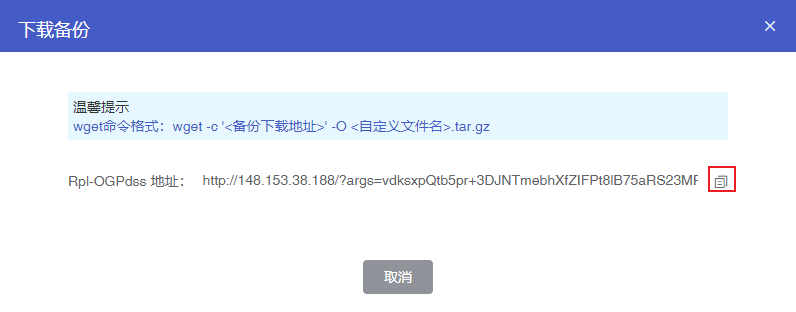 下载备份
温馨提示
wget命令格式：wget -c '<备份下载地址>' -O <自定义文件名>.tar.gz
Rpl-OGPdss 地址： http://148.153.38.188/?args=vdksxpQtb5pr+3DJNTmebhXfZIFPt8lB75aRS23MF
取消